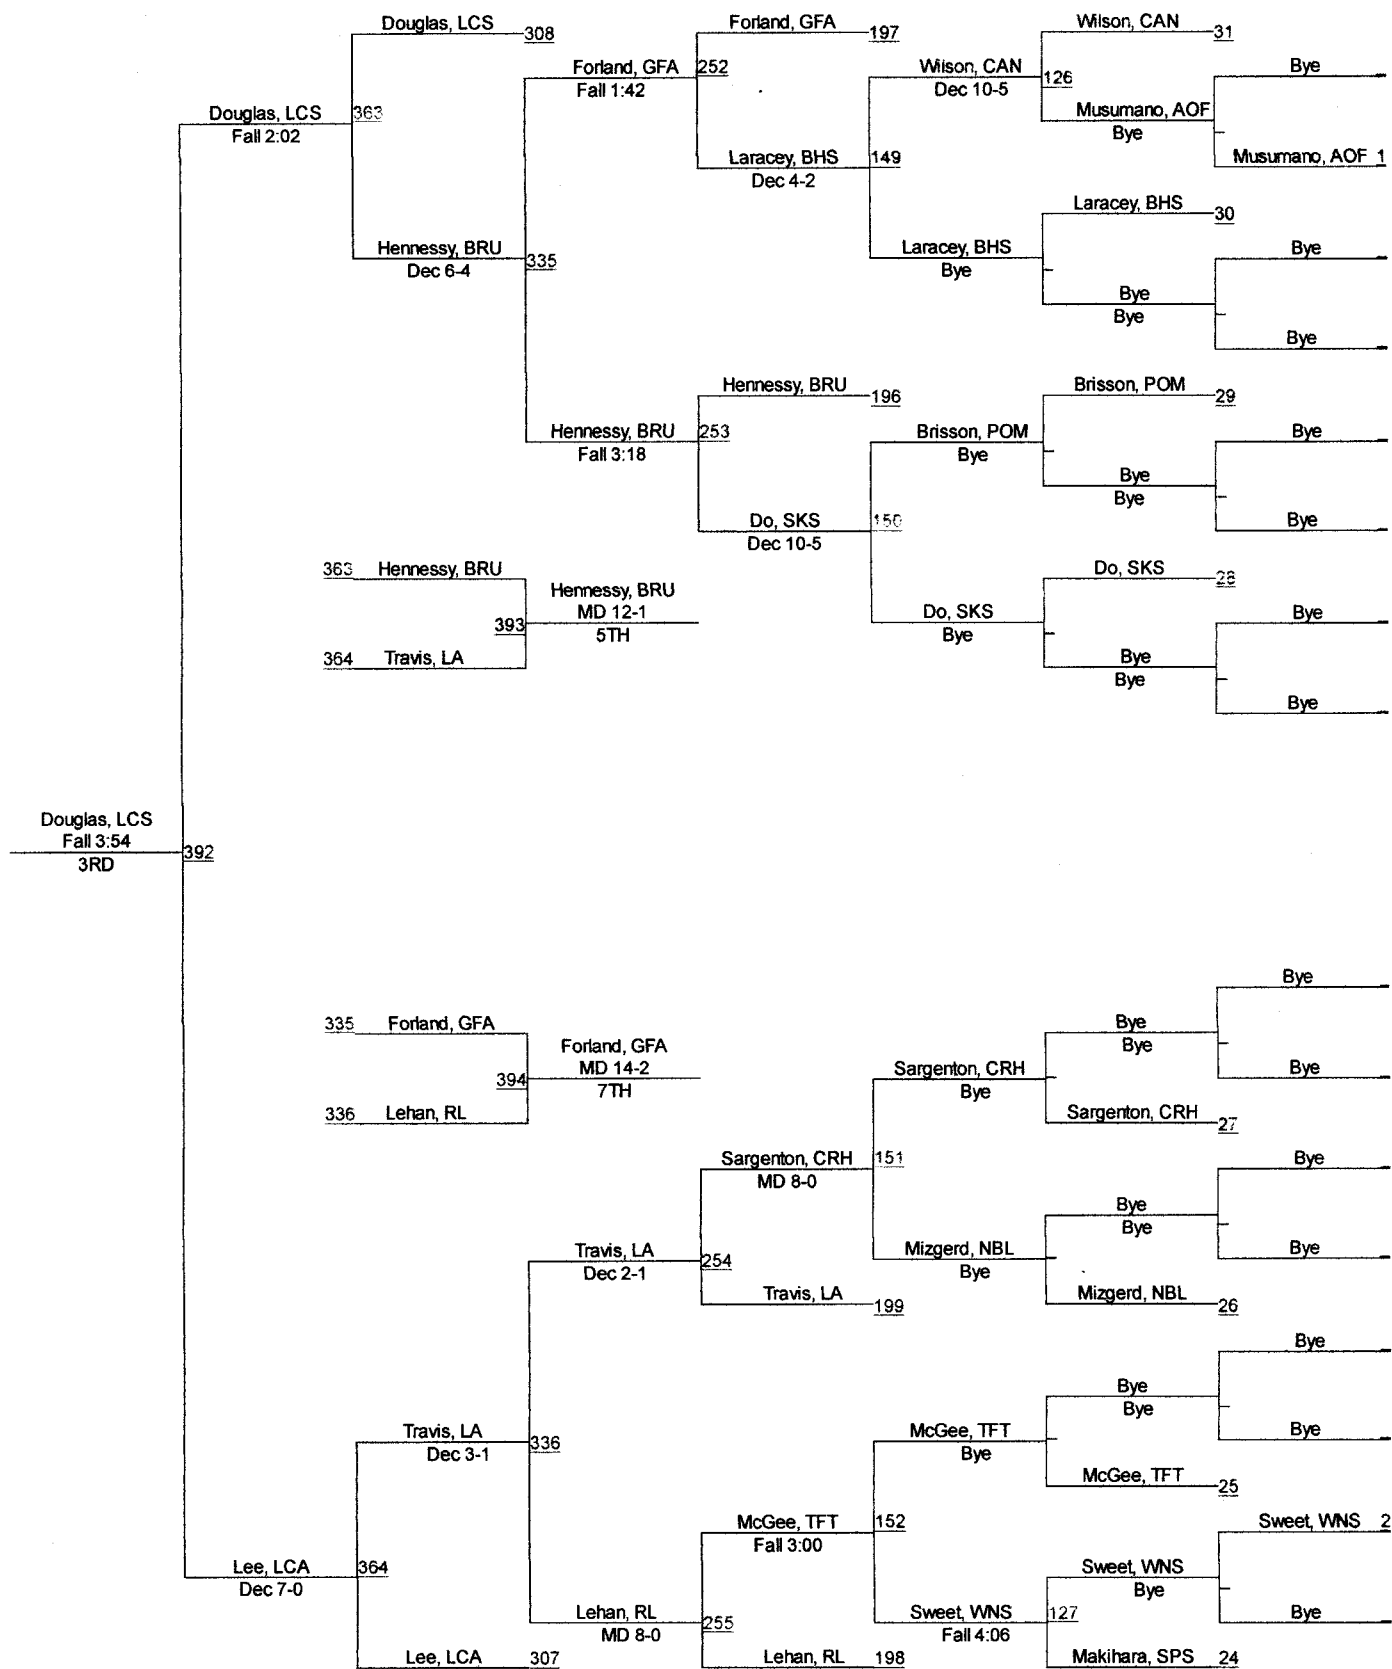 Douglas, LCS
308
Forland, GFA
197
Wilson, CAN
31
Forland, GFA
252
Fall 1:42
Wilson, CAN
126
Dec 10-5
Bye
Douglas, LCS
363
Fall 2:02
Musumano, AOF
Bye
Laracey, BHS
149
Dec 4-2
Musumano, AOF 1
Laracey, BHS
30
Hennessy, BRU
335
Dec 6-4
Laracey, BHS
Bye
Bye
Bye
Bye
Bye
Hennessy, BRU
196
Brisson, POM
29
Hennessy, BRU
253
Fall 3:18
Brisson, POM
Bye
Bye
Bye
Bye
Do, SKS
150
Dec 10-5
Bye
363 Hennessy, BRU
Do, SKS
28
Hennessy, BRU
MD 12-1
393
5TH
Do, SKS
Bye
Bye
364 Travis, LA
Bye
Bye
Bye
Douglas, LCS
Fall 3:54
392
3RD
Bye
335 Forland, GFA
Bye
Bye
Forland, GFA
MD 14-2
394
7TH
Sargenton, CRH
Bye
Bye
336 Lehan, RL
Sargenton, CRH
27
Sargenton, CRH
151
MD 8-0
Bye
Bye
Bye
Travis, LA
254
Dec 2-1
Mizgerd, NBL
Bye
Bye
Travis, LA
199
Mizgerd, NBL
26
Bye
Bye
Bye
Travis, LA
336
Dec 3-1
McGee, TFT
Bye
Bye
McGee, TFT
25
McGee, TFT
152
Fall 3:00
Sweet, WNS 2
Lee, LCA
364
Dec 7-0
Sweet, WNS
Bye
Lehan, RL
255
MD 8-0
Sweet, WNS
127
Fall 4:06
Bye
Lee, LCA
307
Lehan, RL
198
Makihara, SPS
24